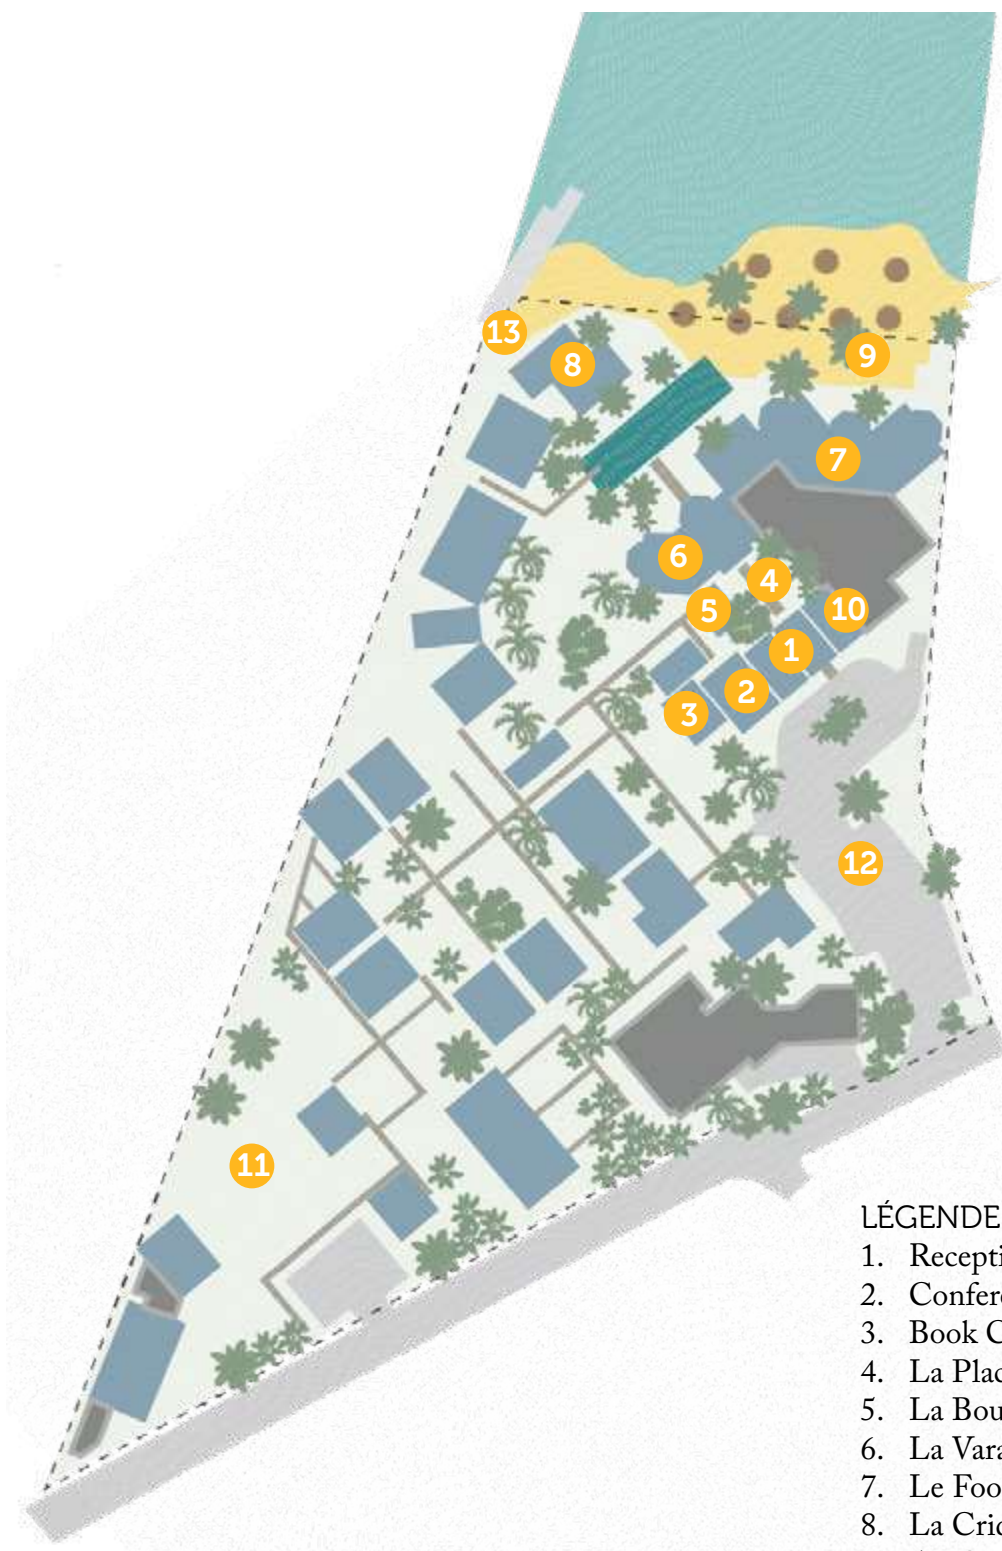 13
8
9
7
6
4
5
10
1
2
3
12
11
LÉGENDE
1. Recepti
2. Confer
3. Book C
4. La Plac
5. La Bou
6. La Vara
7. Le Foo
8. La Cric